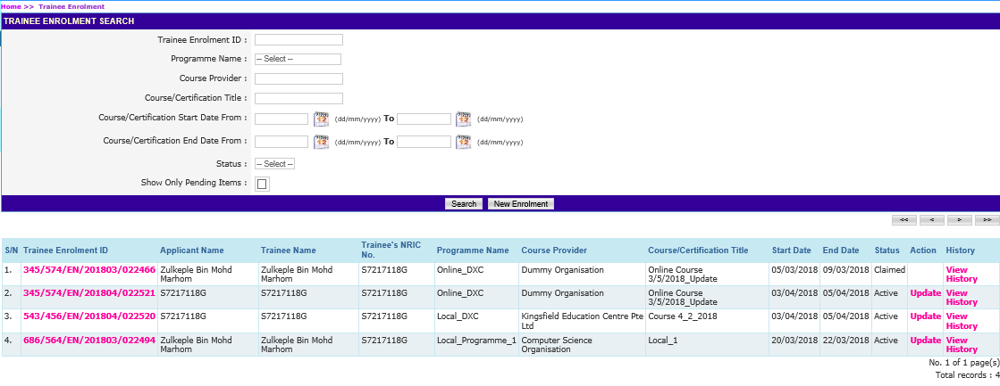 Home >> Trainee Enrolment
TRAINEE ENROLMENT SEARCH
Trainee Enrolment ID :
Programme Name : -- Select --
Course Provider :
Course/Certification Title :
Course/Certification Start Date From : 12 (dd/mm/yyyy) To 12 (dd/mm/yyyy)
Course/Certification End Date From : 12 (dd/mm/yyyy) To 12 (dd/mm/yyyy)
Status : -- Select --
Show Only Pending Items :
Search New Enrolment
<< < > >>
S/N Trainee Enrolment ID Applicant Name Trainee Name Trainee's NRIC No. Programme Name Course Provider Course/Certification Title Start Date End Date Status Action History
1. 345/574/EN/201803/022466 Zulkeple Bin Mohd Marhom Zulkeple Bin Mohd Marhom S7217118G Online_DXC Dummy Organisation Online Course 3/5/2018_Update 05/03/2018 09/03/2018 Claimed View History
2. 345/574/EN/201804/022521 S7217118G S7217118G S7217118G Online_DXC Dummy Organisation Online Course 3/5/2018_Update 03/04/2018 05/04/2018 Active Update View History
3. 543/456/EN/201804/022520 S7217118G S7217118G S7217118G Local_DXC Kingsfield Education Centre Pte Ltd Course 4_2_2018 03/04/2018 05/04/2018 Active Update View History
4. 686/564/EN/201803/022494 Zulkeple Bin Mohd Marhom Zulkeple Bin Mohd Marhom S7217118G Local_Programme_1 Computer Science Organisation Local_1 20/03/2018 22/03/2018 Active Update View History
No. 1 of 1 page(s)
Total records : 4